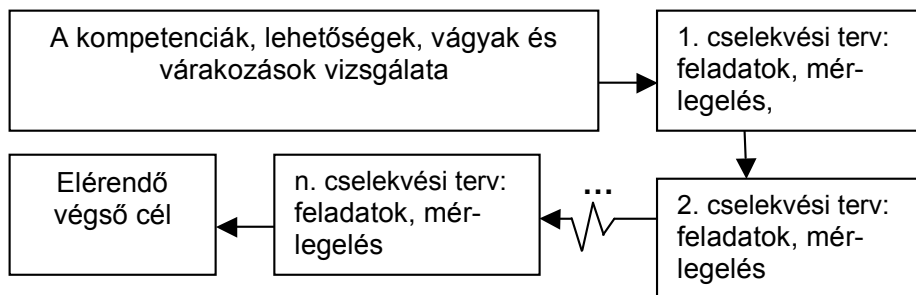 A kompetenciák, lehetőségek, vágyak és
várakozások vizsgálata
1. cselekvési terv:
feladatok, mér-
legelés,
2. cselekvési terv:
feladatok, mér-
legelés
...
n. cselekvési terv:
feladatok, mér-
legelés
Elérendő
végső cél